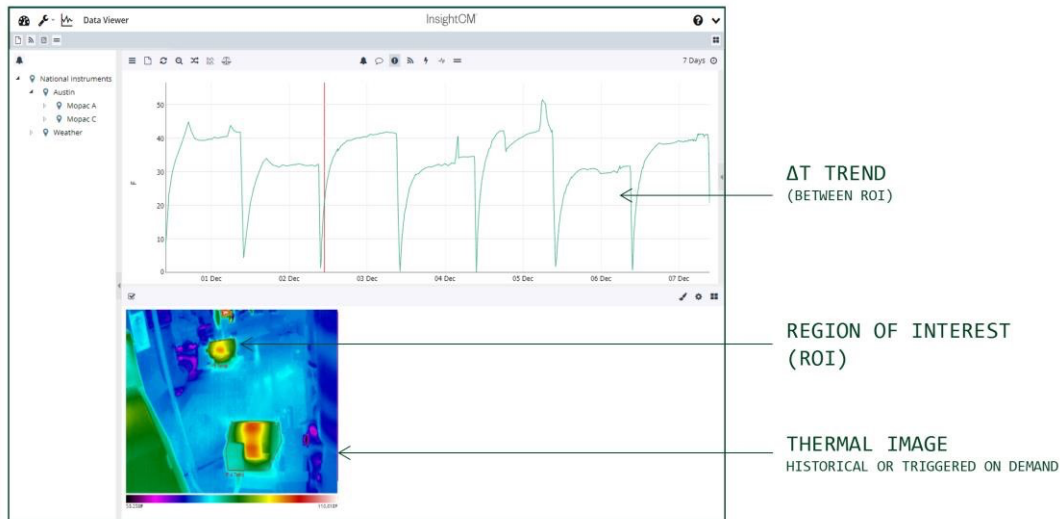 Data Viewer
InsightCM
7 Days
National Instruments
Austin
Mopac A
Mopac C
Weather
50
40
30
20
10
0
F
01 Dec
02 Dec
03 Dec
04 Dec
05 Dec
06 Dec
07 Dec
ΔT TREND
(BETWEEN ROI)
REGION OF INTEREST
(ROI)
THERMAL IMAGE
HISTORICAL OR TRIGGERED ON DEMAND